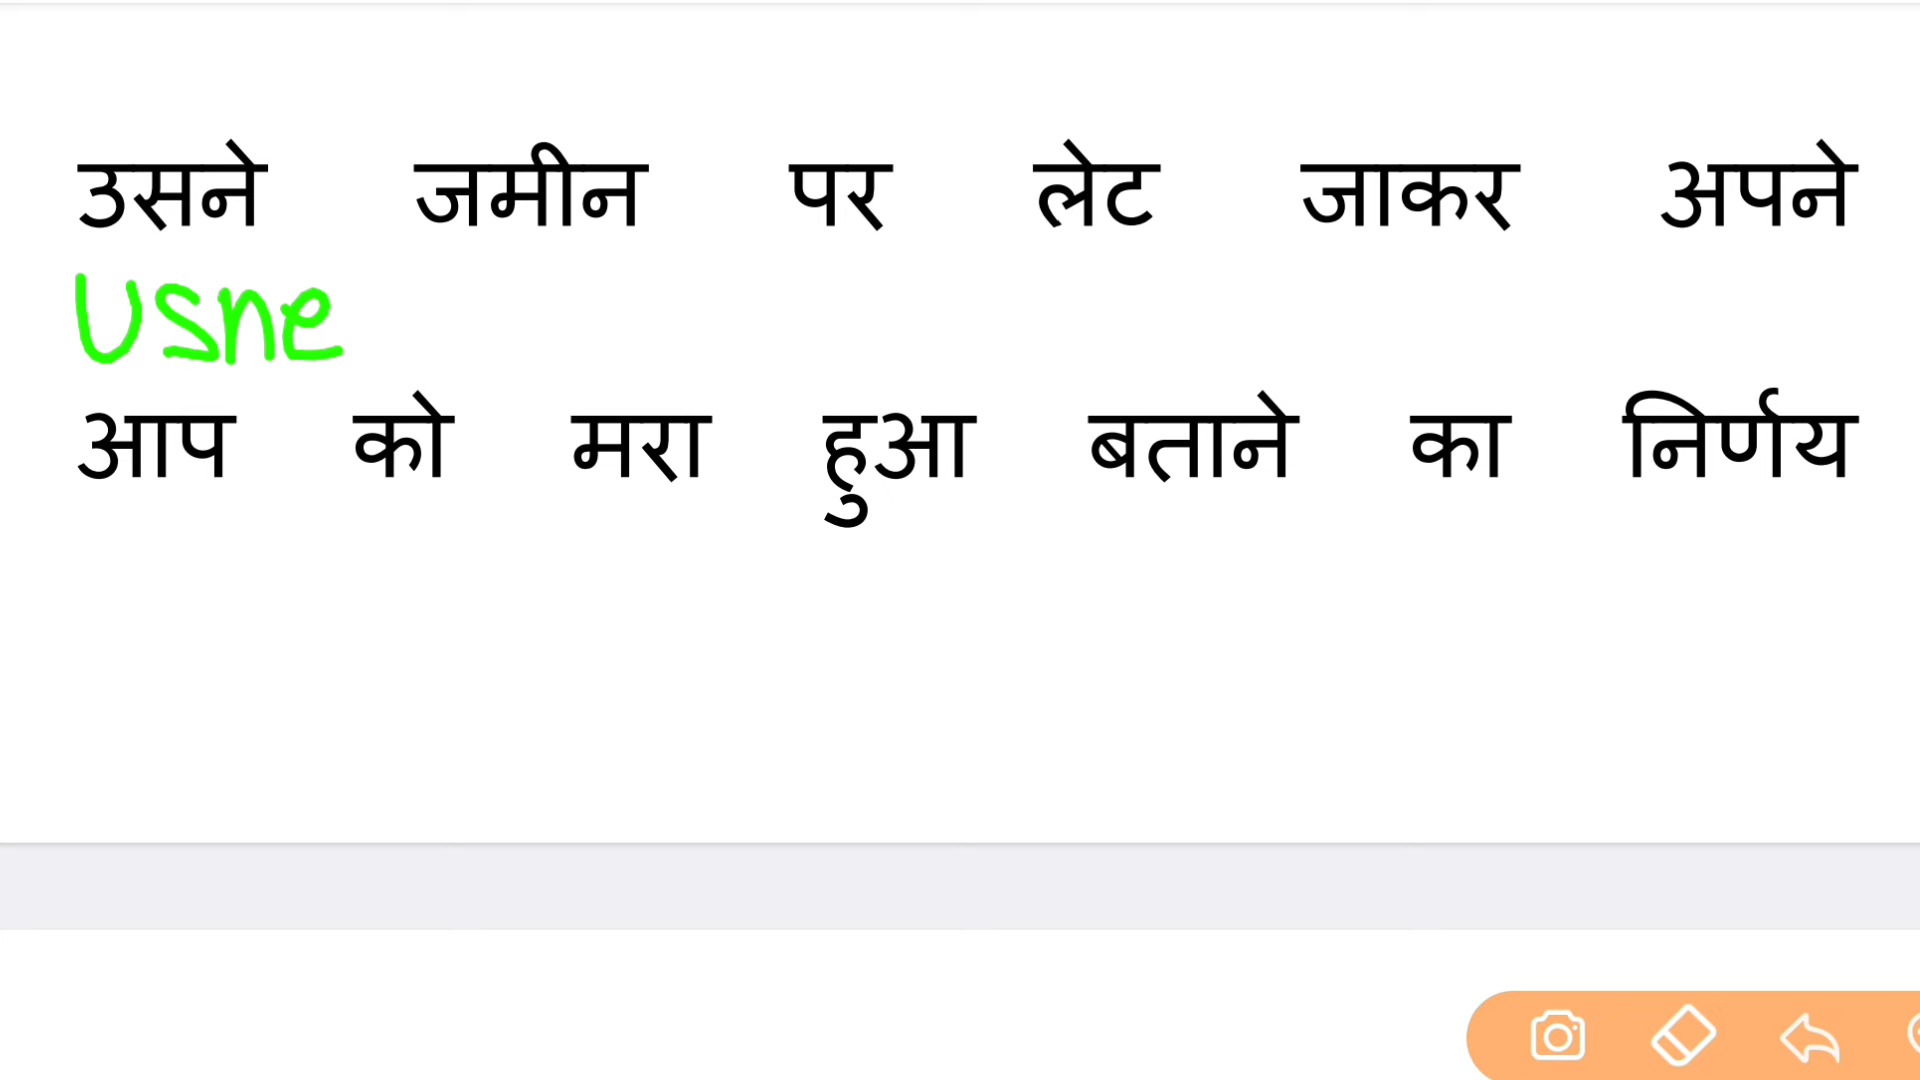 उसने जमीन पर लेट जाकर अपने
Usne
आप को मरा हुआ बताने का निर्णय